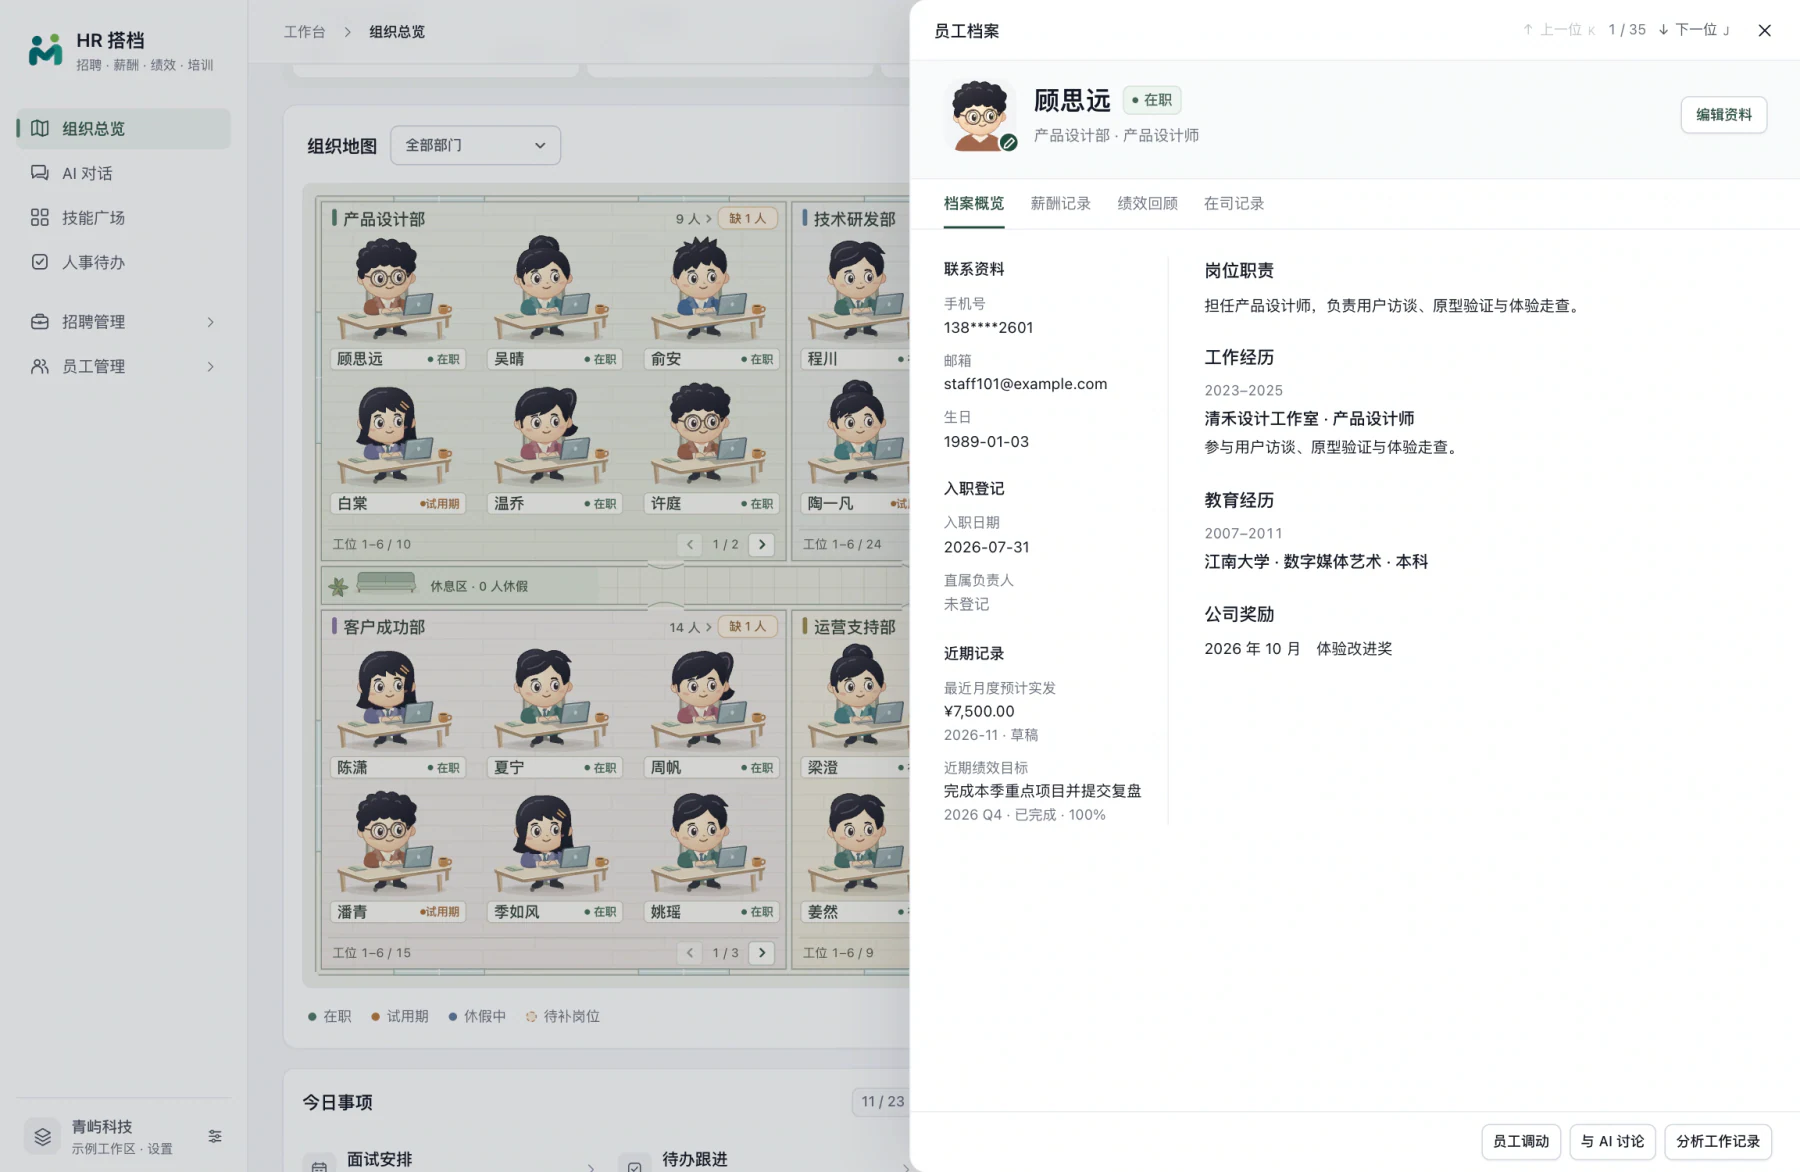 HR 搭档
招聘 · 薪酬 · 绩效 · 培训
组织总览
AI 对话
技能广场
人事待办
招聘管理
员工管理
青屿科技
示例工作区 · 设置
工作台 > 组织总览
组织地图
全部部门
产品设计部 9 人 > 缺 1 人
顾思远 在职
吴晴 在职
俞安 在职
白棠 试用期
温乔 在职
许庭 在职
工位 1–6 / 10
1 / 2
技术研发部
程川
陶一凡
工位 1–6 / 24
休息区 · 0 人休假
客户成功部 14 人 > 缺 1 人
陈潇 在职
夏宁 在职
周帆 在职
潘青 试用期
季如风 在职
姚瑶 在职
工位 1–6 / 15
1 / 3
运营支持部
梁澄
姜然
工位 1–6 / 9
在职 试用期 休假中 待补岗位
今日事项
11 / 23
面试安排
待办跟进
员工档案
↑ 上一位 K 1 / 35 ↓ 下一位 J
顾思远 在职
产品设计部 · 产品设计师
编辑资料
档案概览 薪酬记录 绩效回顾 在司记录
联系资料
手机号
138****2601
邮箱
staff101@example.com
生日
1989-01-03
入职登记
入职日期
2026-07-31
直属负责人
未登记
近期记录
最近月度预计实发
¥7,500.00
2026-11 · 草稿
近期绩效目标
完成本季重点项目并提交复盘
2026 Q4 · 已完成 · 100%
岗位职责
担任产品设计师，负责用户访谈、原型验证与体验走查。
工作经历
2023–2025
清禾设计工作室 · 产品设计师
参与用户访谈、原型验证与体验走查。
教育经历
2007–2011
江南大学 · 数字媒体艺术 · 本科
公司奖励
2026 年 10 月 体验改进奖
员工调动
与 AI 讨论
分析工作记录